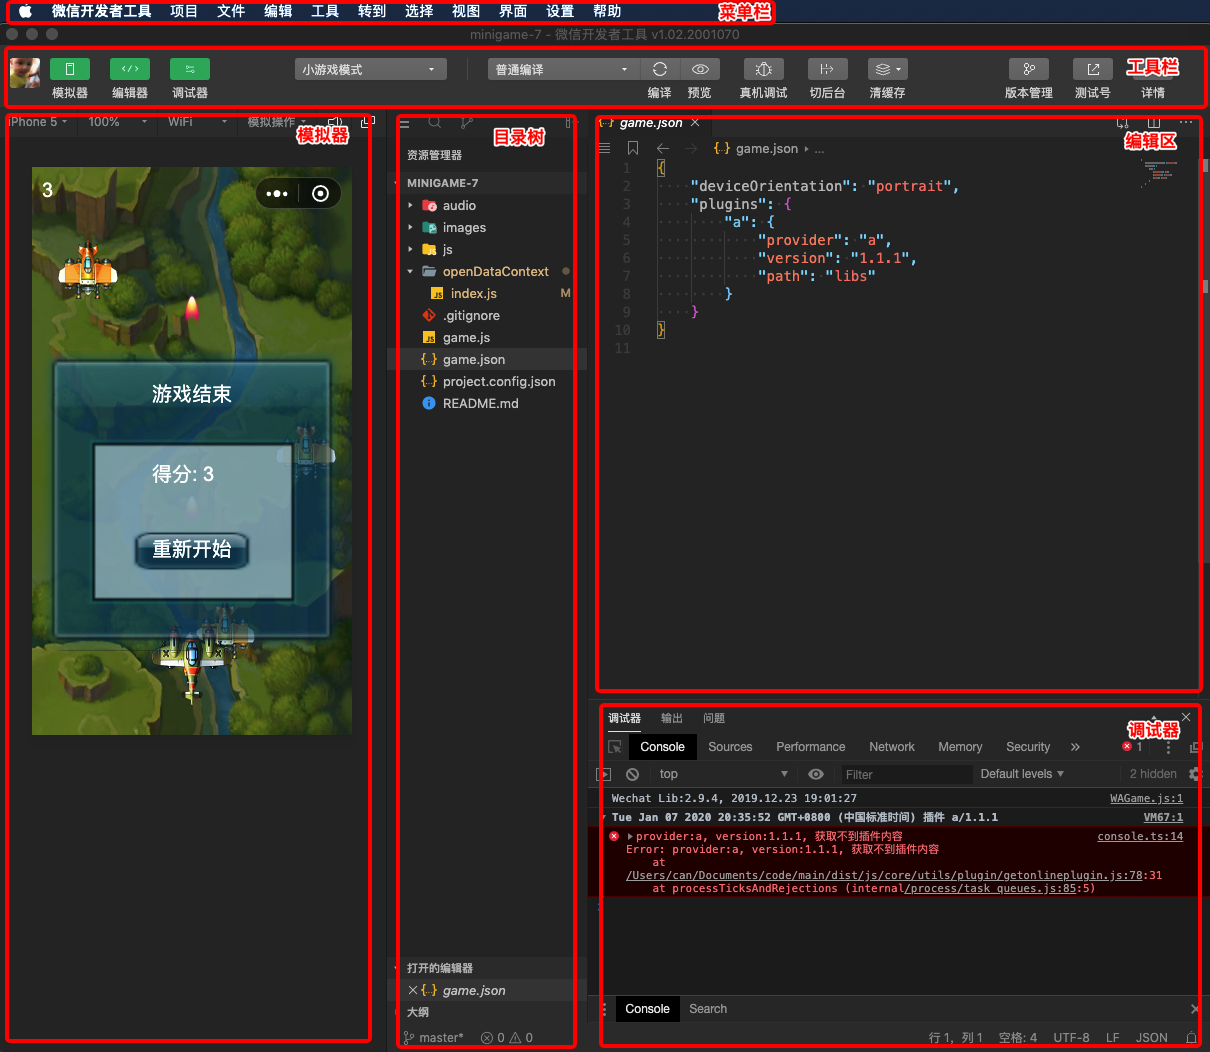 微信开发者工具 项目 文件 编辑 工具 转到 选择 视图 界面 设置 帮助 菜单栏
minigame-7 - 微信开发者工具 v1.02.2001070
小游戏模式 普通编译 工具栏
模拟器 编辑器 调试器 编译 预览 真机调试 切后台 清缓存 版本管理 测试号 详情
iPhone 5 100% WiFi 模拟操作
模拟器
3
游戏结束
得分: 3
重新开始
目录树
资源管理器
MINIGAME-7
audio
images
js
openDataContext
index.js M
.gitignore
game.js
game.json
project.config.json
README.md
打开的编辑器
game.json
大纲
master* 0 0
game.json
编辑区
{..} game.json ...
1 {
2 "deviceOrientation": "portrait",
3 "plugins": {
4 "a": {
5 "provider": "a",
6 "version": "1.1.1",
7 "path": "libs"
8 }
9 }
10 }
11
调试器 输出 问题
调试器
Console Sources Performance Network Memory Security » 1
top Filter Default levels 2 hidden
Wechat Lib:2.9.4, 2019.12.23 19:01:27 WAGame.js:1
Tue Jan 07 2020 20:35:52 GMT+0800 (中国标准时间) 插件 a/1.1.1 VM67:1
provider:a, version:1.1.1, 获取不到插件内容 console.ts:14
Error: provider:a, version:1.1.1, 获取不到插件内容
at
/Users/can/Documents/code/main/dist/js/core/utils/plugin/getonlineplugin.js:78:31
at processTicksAndRejections (internal/process/task_queues.js:85:5)
Console Search
行 1，列 1 空格: 4 UTF-8 LF JSON